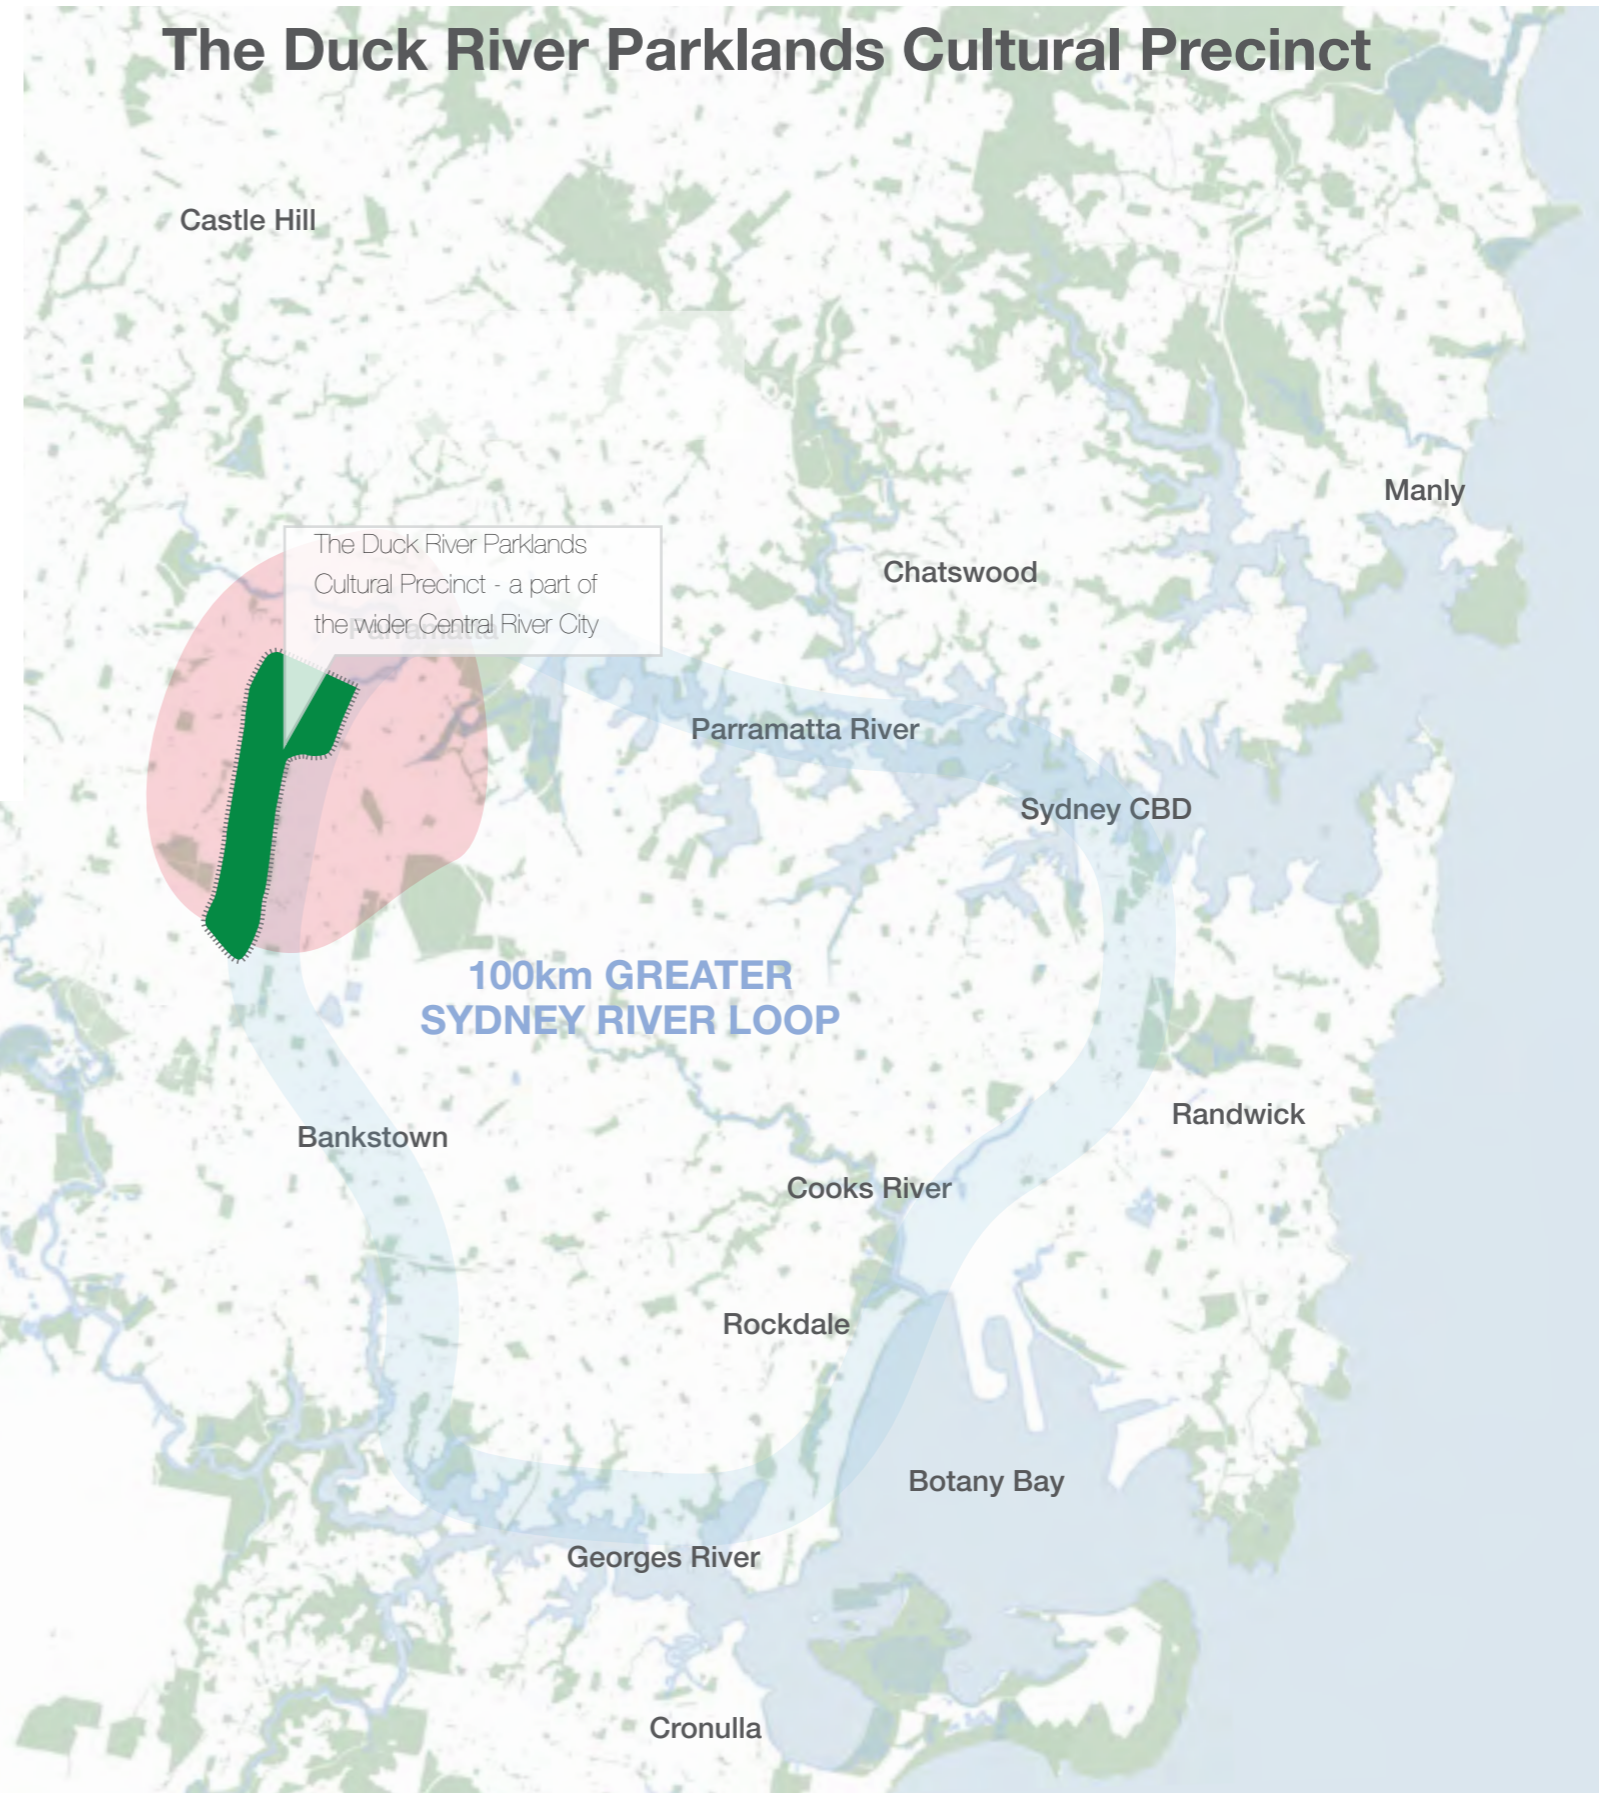 The Duck River Parklands Cultural Precinct
Castle Hill
Manly
The Duck River Parklands
Cultural Precinct - a part of
the wider Central River City
Parramatta
Chatswood
Parramatta River
Sydney CBD
100km GREATER
SYDNEY RIVER LOOP
Randwick
Bankstown
Cooks River
Rockdale
Botany Bay
Georges River
Cronulla